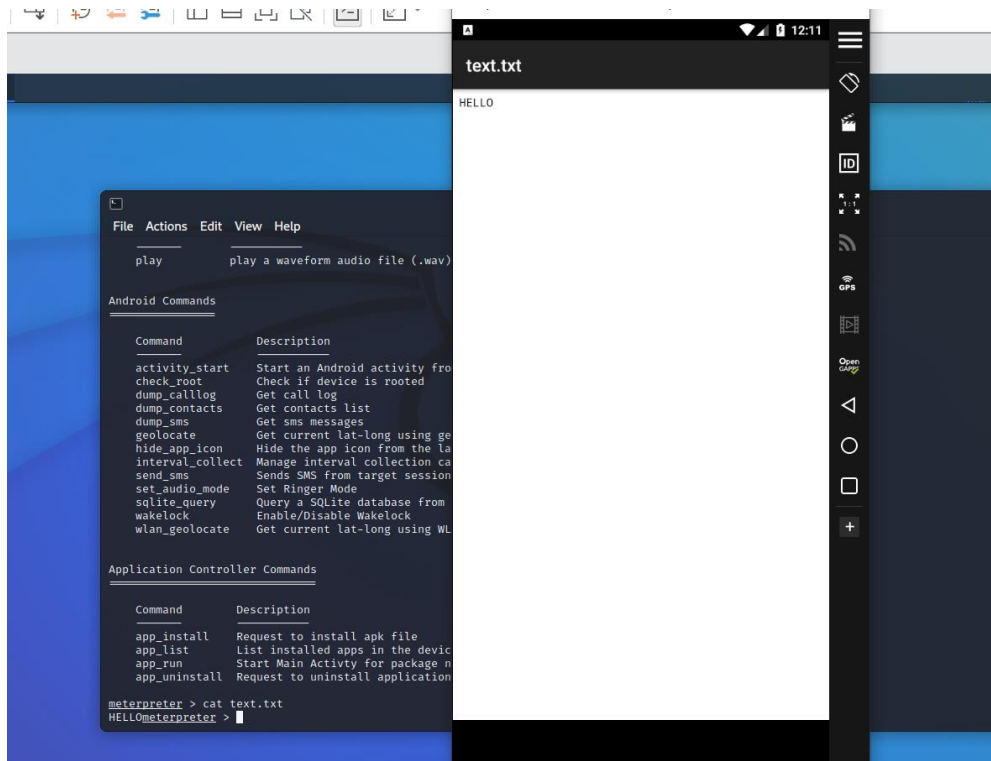 File Actions Edit View Help
play play a waveform audio file (.wav)
Android Commands
Command Description
activity_start Start an Android activity fro
check_root Check if device is rooted
dump_calllog Get call log
dump_contacts Get contacts list
dump_sms Get sms messages
geolocate Get current lat-long using ge
hide_app_icon Hide the app icon from the la
interval_collect Manage interval collection ca
send_sms Sends SMS from target session
set_audio_mode Set Ringer Mode
sqlite_query Query a SQLite database from
wakelock Enable/Disable Wakelock
wlan_geolocate Get current lat-long using WL
Application Controller Commands
Command Description
app_install Request to install apk file
app_list List installed apps in the devic
app_run Start Main Activty for package n
app_uninstall Request to uninstall application
meterpreter > cat text.txt
HELLOmeterpreter >
A 12:11
text.txt
HELLO
ID
1:1
GPS
Open
GAPPS